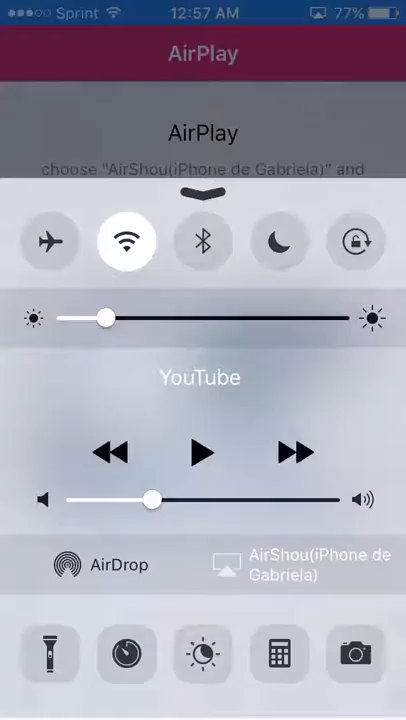 Sprint 12:57 AM 77%
AirPlay
AirPlay
choose "AirShou(iPhone de Gabriela)" and
YouTube
AirDrop
AirShou(iPhone de
Gabriela)